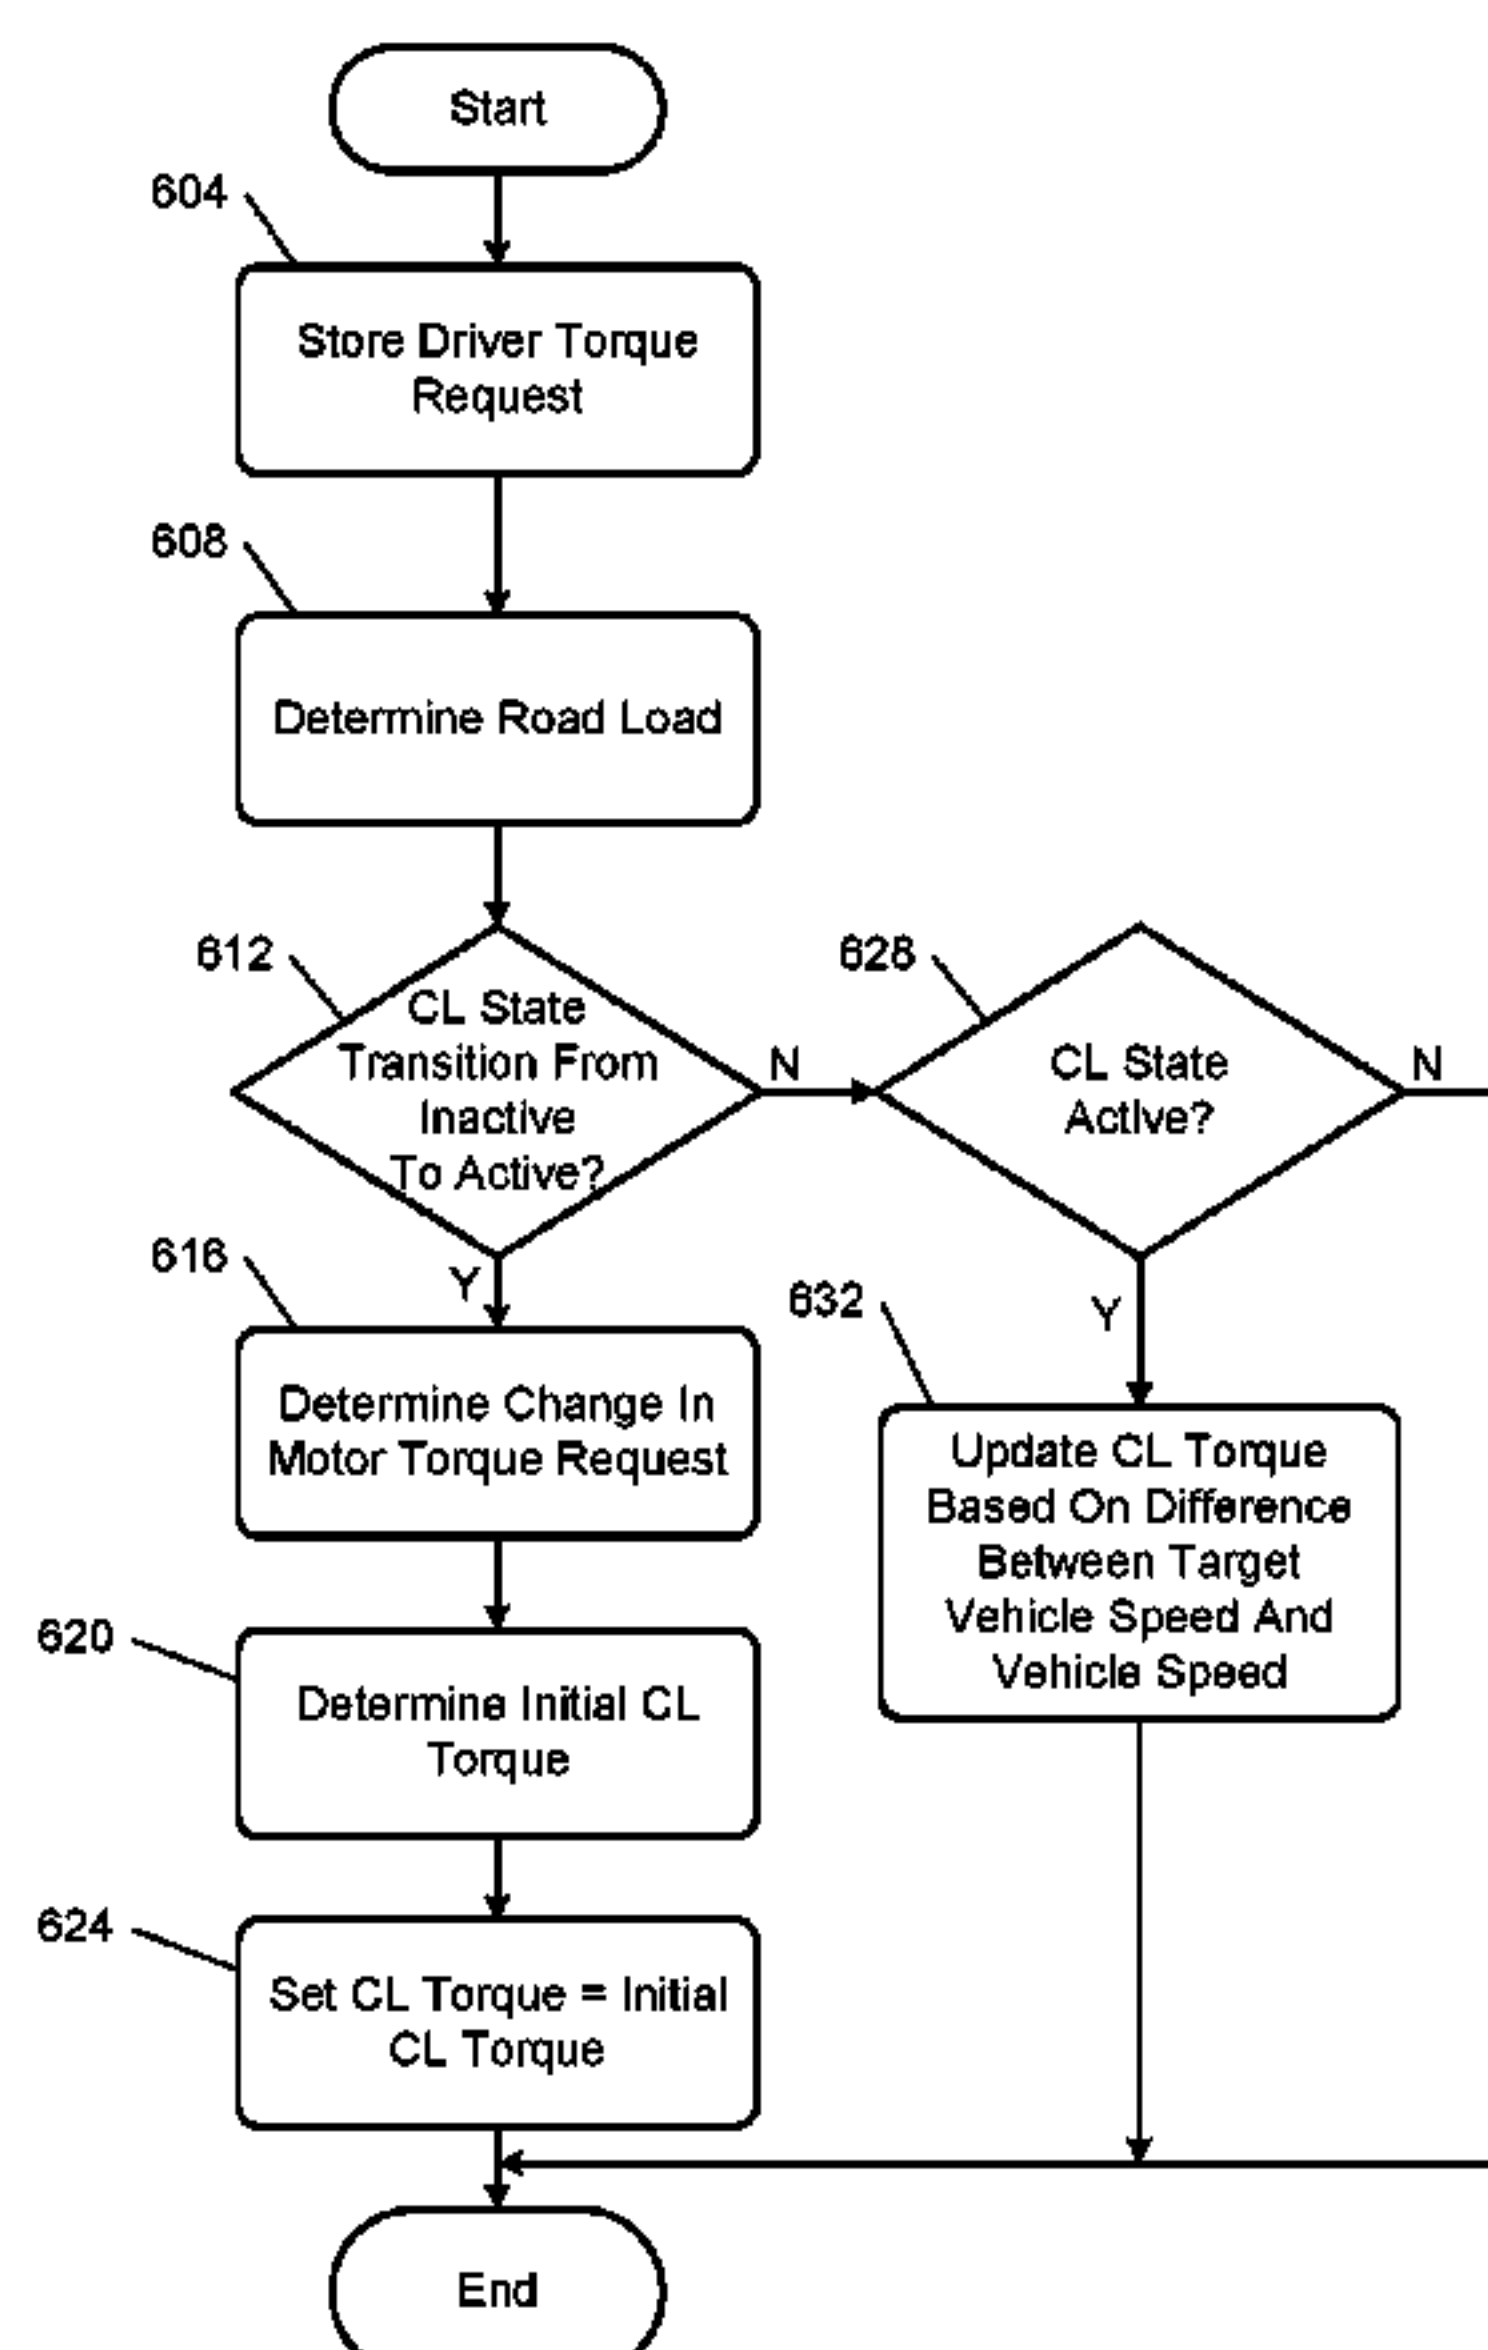 Start
604
Store Driver Torque
Request
608
Determine Road Load
612
CL State
Transition From
Inactive
To Active?
N
628
CL State
Active?
N
Y
616
Determine Change In
Motor Torque Request
Y
632
Update CL Torque
Based On Difference
Between Target
Vehicle Speed And
Vehicle Speed
620
Determine Initial CL
Torque
624
Set CL Torque = Initial
CL Torque
End